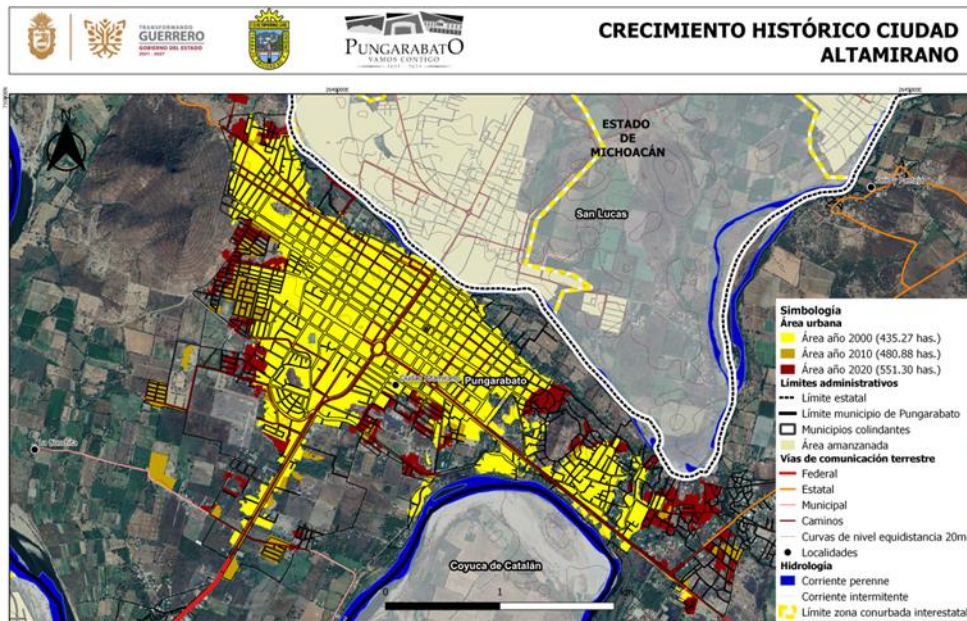 TRANSFORMANDO
GUERRERO
GOBIERNO DEL ESTADO
2021 - 2027
PUNGARABATO
VAMOS CONTIGO
CRECIMIENTO HISTÓRICO CIUDAD
ALTAMIRANO
N
ESTADO
DE
MICHOACÁN
San Lucas
Pungarabato
Coyuca de Catalán
0 1 2 km
Simbología
Área urbana
Área año 2000 (435.27 has.)
Área año 2010 (480.88 has.)
Área año 2020 (551.30 has.)
Límites administrativos
Límite estatal
Límite municipio de Pungarabato
Municipios colindantes
Área amanzanada
Vías de comunicación terrestre
Federal
Estatal
Municipal
Caminos
Curvas de nivel equidistancia 20m
Localidades
Hidrología
Corriente perenne
Corriente intermitente
Límite zona conurbada interestatal